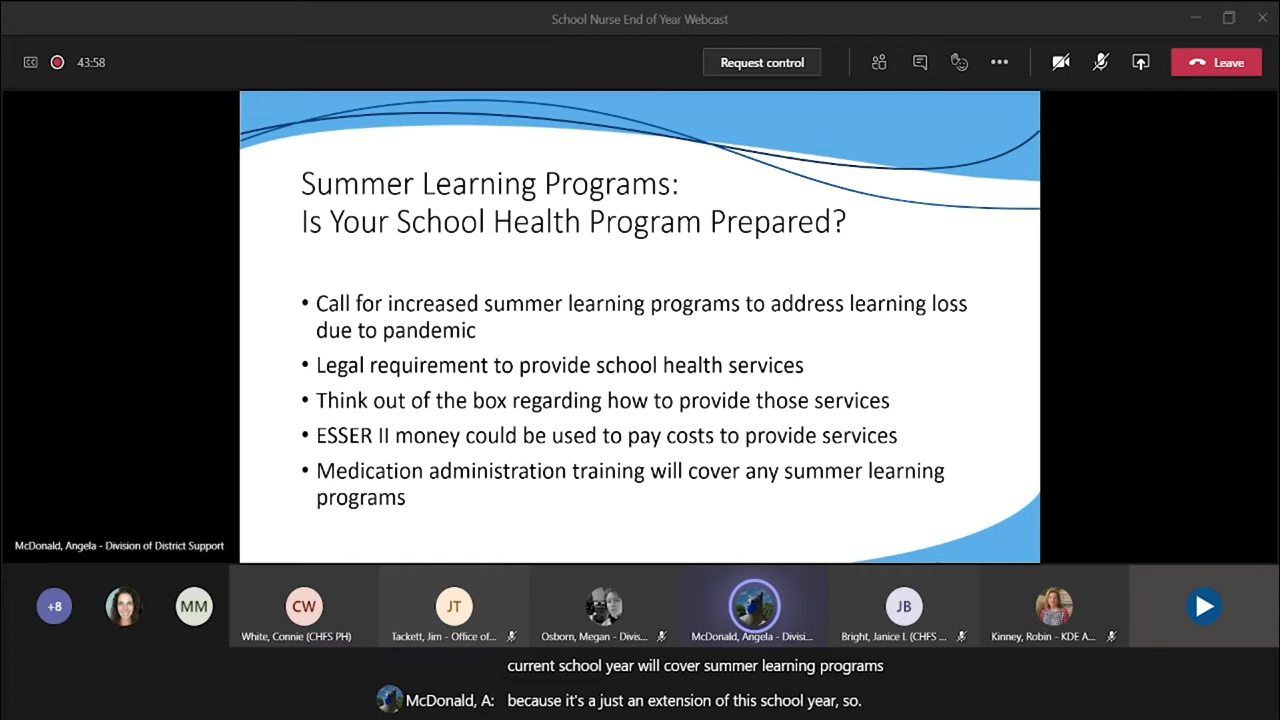 School Nurse End of Year Webcast
CC 43:58 Request control Leave
Summer Learning Programs:
Is Your School Health Program Prepared?
• Call for increased summer learning programs to address learning loss
due to pandemic
• Legal requirement to provide school health services
• Think out of the box regarding how to provide those services
• ESSER II money could be used to pay costs to provide services
• Medication administration training will cover any summer learning
programs
McDonald, Angela - Division of District Support
+8 MM CW JT JB
White, Connie (CHFS PH) Tackett, Jim - Office of... Osborn, Megan - Divis... McDonald, Angela - Divisi... Bright, Janice L (CHFS ... Kinney, Robin - KDE A...
current school year will cover summer learning programs
McDonald, A: because it's a just an extension of this school year, so.